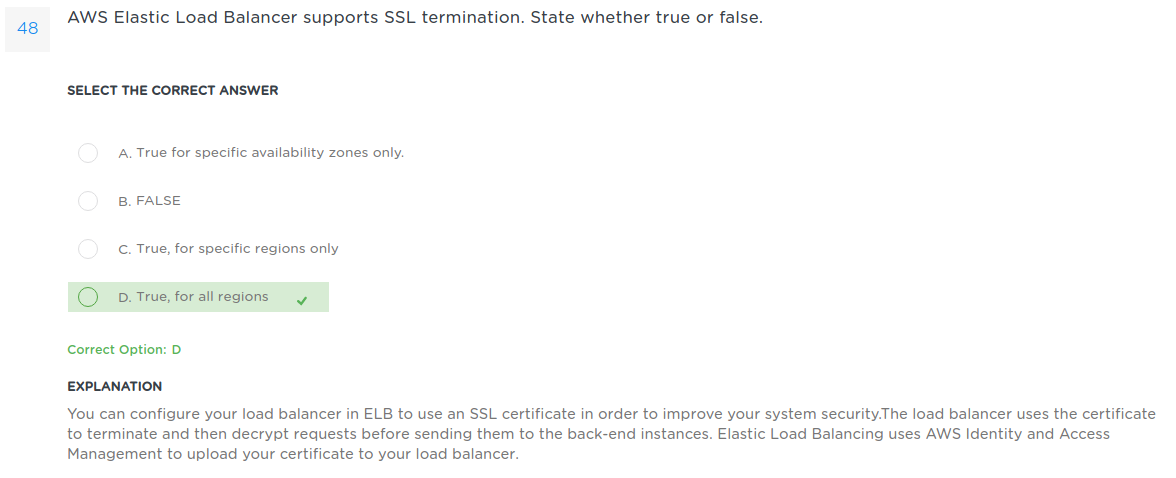 48
AWS Elastic Load Balancer supports SSL termination. State whether true or false.
SELECT THE CORRECT ANSWER
A. True for specific availability zones only.
B. FALSE
C. True, for specific regions only
D. True, for all regions
Correct Option: D
EXPLANATION
You can configure your load balancer in ELB to use an SSL certificate in order to improve your system security.The load balancer uses the certificate
to terminate and then decrypt requests before sending them to the back-end instances. Elastic Load Balancing uses AWS Identity and Access
Management to upload your certificate to your load balancer.